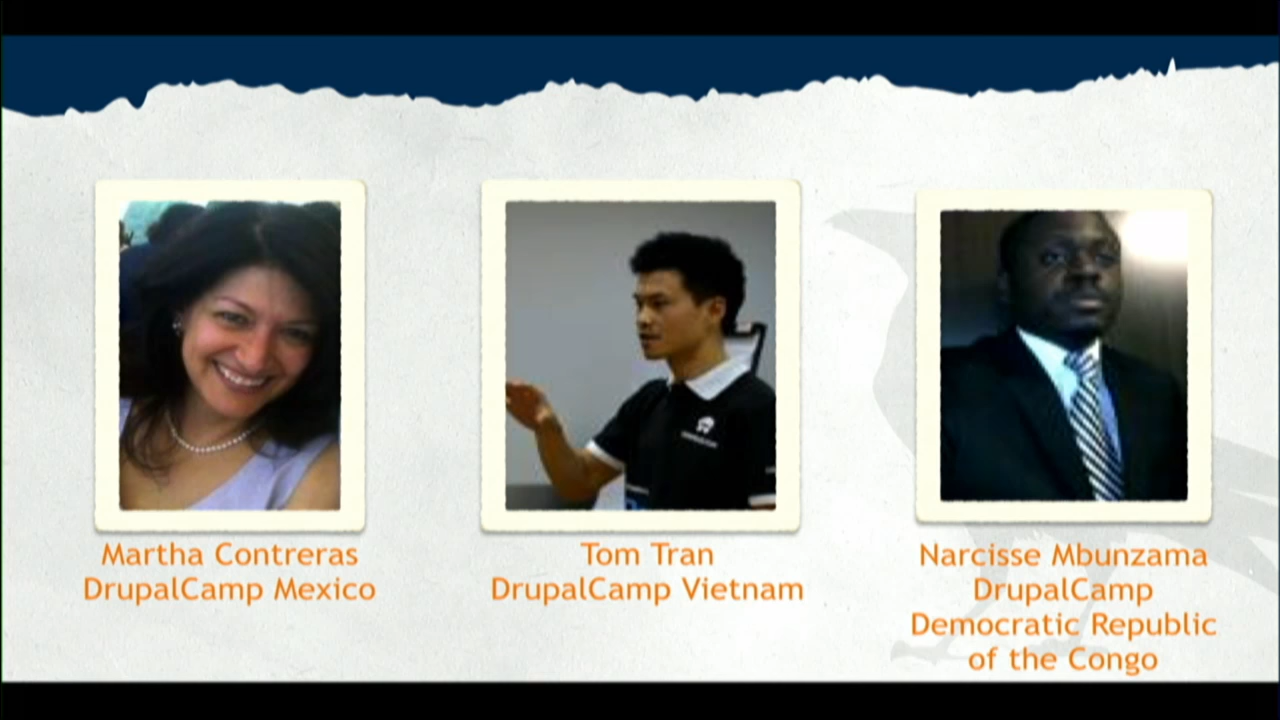 Martha Contreras
DrupalCamp Mexico
Tom Tran
DrupalCamp Vietnam
Narcisse Mbunzama
DrupalCamp
Democratic Republic
of the Congo